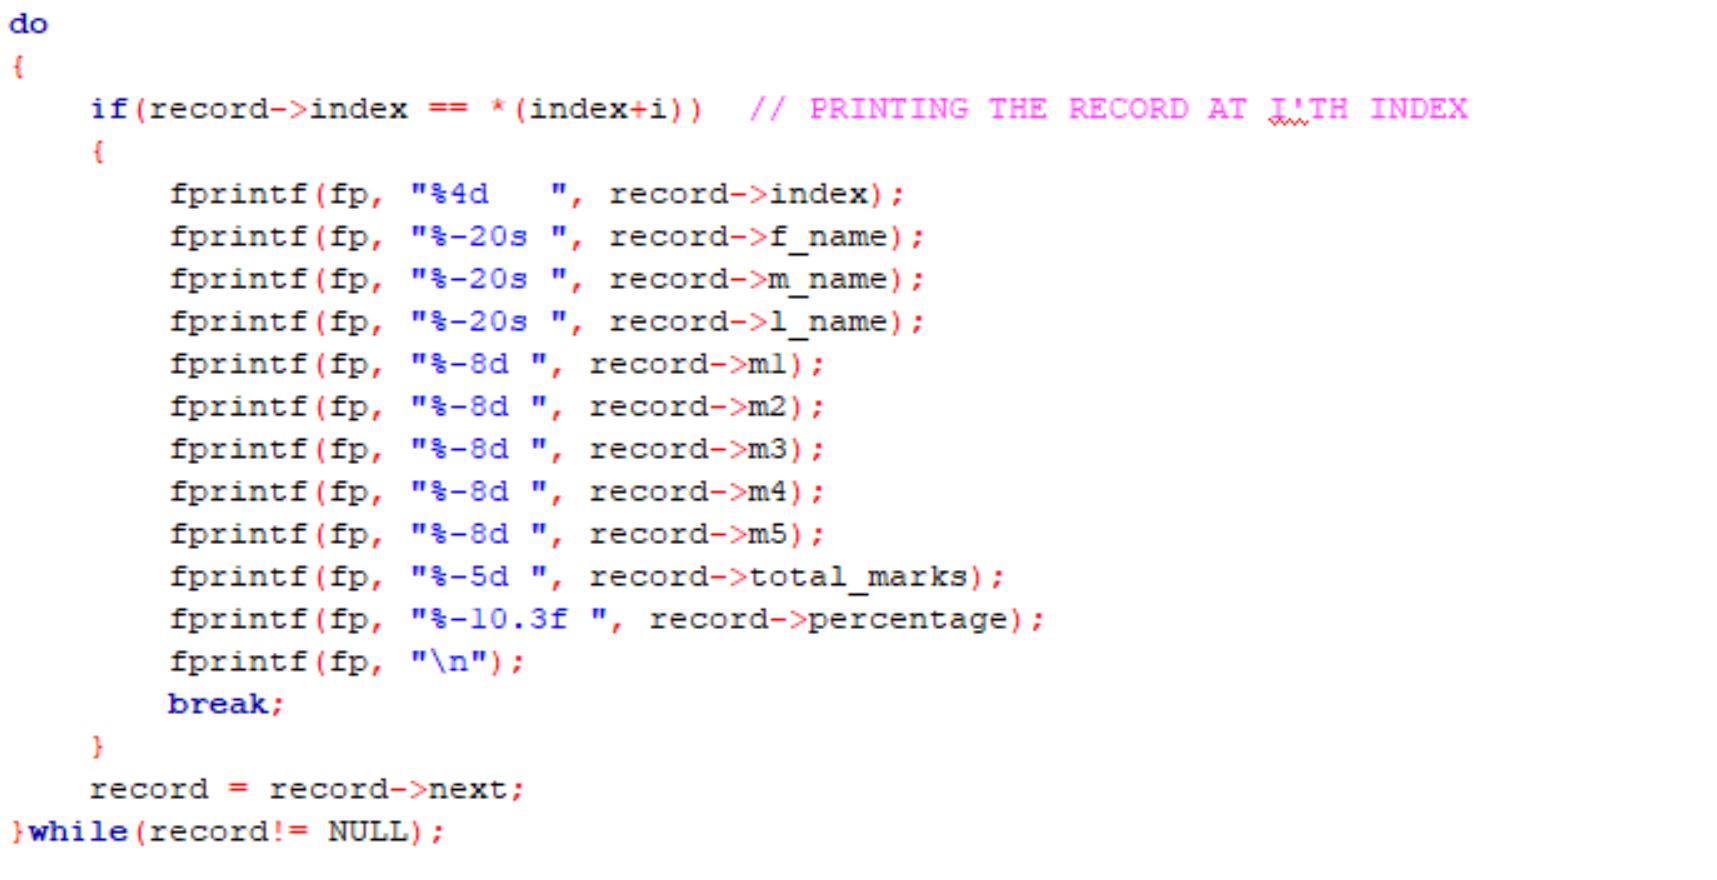 do
{
    if(record->index == *(index+i))  // PRINTING THE RECORD AT I'TH INDEX
    {
        fprintf(fp, "%4d   ", record->index);
        fprintf(fp, "%-20s ", record->f_name);
        fprintf(fp, "%-20s ", record->m_name);
        fprintf(fp, "%-20s ", record->l_name);
        fprintf(fp, "%-8d ", record->m1);
        fprintf(fp, "%-8d ", record->m2);
        fprintf(fp, "%-8d ", record->m3);
        fprintf(fp, "%-8d ", record->m4);
        fprintf(fp, "%-8d ", record->m5);
        fprintf(fp, "%-5d ", record->total_marks);
        fprintf(fp, "%-10.3f ", record->percentage);
        fprintf(fp, "\n");
        break;
    }
    record = record->next;
}while(record!= NULL);